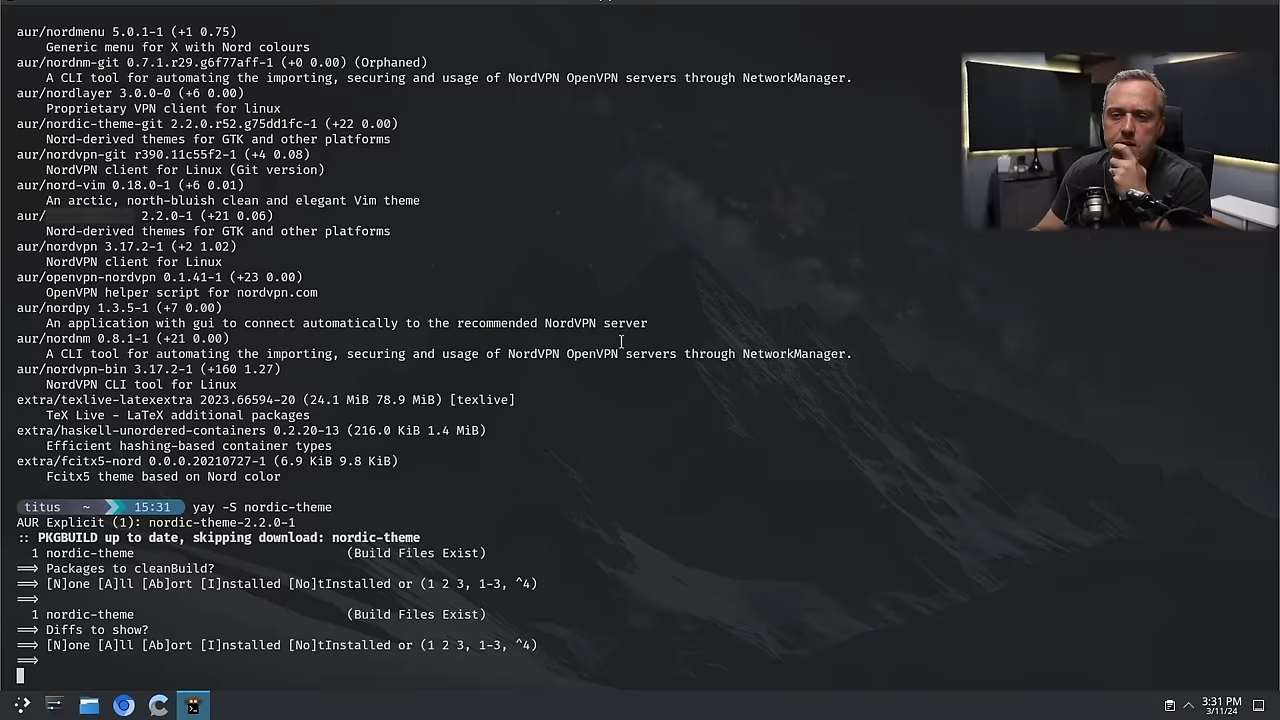 aur/nordmenu 5.0.1-1 (+1 0.75)
Generic menu for X with Nord colours
aur/nordnm-git 0.7.1.r29.g6f77aff-1 (+0 0.00) (Orphaned)
A CLI tool for automating the importing, securing and usage of NordVPN OpenVPN servers through NetworkManager.
aur/nordlayer 3.0.0-0 (+6 0.00)
Proprietary VPN client for linux
aur/nordic-theme-git 2.2.0.r52.g75dd1fc-1 (+22 0.00)
Nord-derived themes for GTK and other platforms
aur/nordvpn-git r390.11c55f2-1 (+4 0.08)
NordVPN client for Linux (Git version)
aur/nord-vim 0.18.0-1 (+6 0.01)
An arctic, north-bluish clean and elegant Vim theme
aur/ 2.2.0-1 (+21 0.06)
Nord-derived themes for GTK and other platforms
aur/nordvpn 3.17.2-1 (+2 1.02)
NordVPN client for Linux
aur/openvpn-nordvpn 0.1.41-1 (+23 0.00)
OpenVPN helper script for nordvpn.com
aur/nordpy 1.3.5-1 (+7 0.00)
An application with gui to connect automatically to the recommended NordVPN server
aur/nordnm 0.8.1-1 (+21 0.00)
A CLI tool for automating the importing, securing and usage of NordVPN OpenVPN servers through NetworkManager.
aur/nordvpn-bin 3.17.2-1 (+160 1.27)
NordVPN CLI tool for Linux
extra/texlive-latexextra 2023.66594-20 (24.1 MiB 78.9 MiB) [texlive]
TeX Live - LaTeX additional packages
extra/haskell-unordered-containers 0.2.20-13 (216.0 KiB 1.4 MiB)
Efficient hashing-based container types
extra/fcitx5-nord 0.0.0.20210727-1 (6.9 KiB 9.8 KiB)
Fcitx5 theme based on Nord color
titus ~ 15:31 yay -S nordic-theme
AUR Explicit (1): nordic-theme-2.2.0-1
:: PKGBUILD up to date, skipping download: nordic-theme
1 nordic-theme (Build Files Exist)
==> Packages to cleanBuild?
==> [N]one [A]ll [Ab]ort [I]nstalled [No]tInstalled or (1 2 3, 1-3, ^4)
==>
1 nordic-theme (Build Files Exist)
==> Diffs to show?
==> [N]one [A]ll [Ab]ort [I]nstalled [No]tInstalled or (1 2 3, 1-3, ^4)
==>
3:31 PM
3/11/24